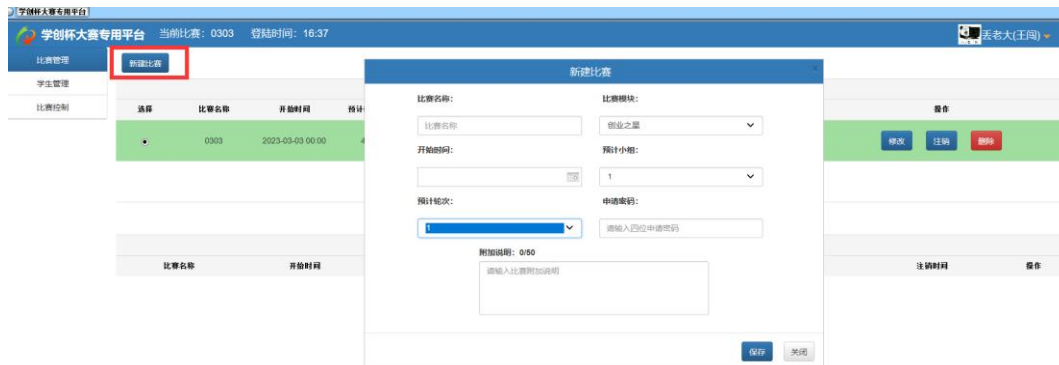 学创杯大赛专用平台
学创杯大赛专用平台 当前比赛：0303 登陆时间：16:37 丢老大(王闯)
比赛管理
学生管理
比赛控制
新建比赛
选择 比赛名称 开始时间 预计 操作
0303 2023-03-03 00:00 4 修改 注销 删除
比赛名称 开始时间 注销时间 操作
新建比赛 x
比赛名称： 比赛模块：
比赛名称 创业之星
开始时间： 预计小组：
1
预计轮次： 申请密码：
1 请输入四位申请密码
附加说明：0/50
请输入比赛附加说明
保存 关闭